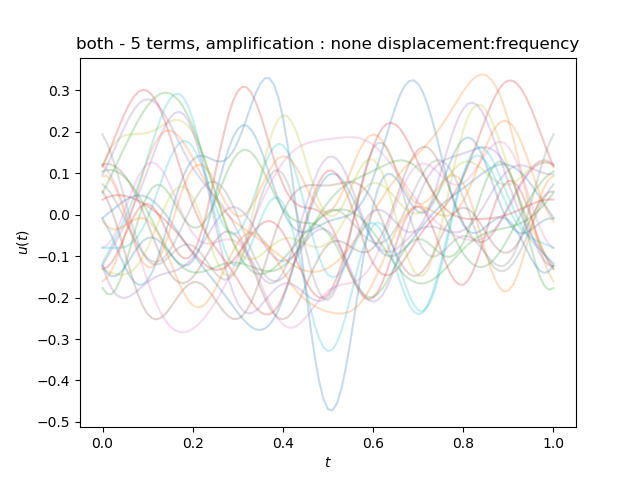 both - 5 terms, amplification : none displacement:frequency
0.3
0.2
0.1
0.0
−0.1
−0.2
−0.3
−0.4
−0.5
u(t)
0.0 0.2 0.4 0.6 0.8 1.0
t